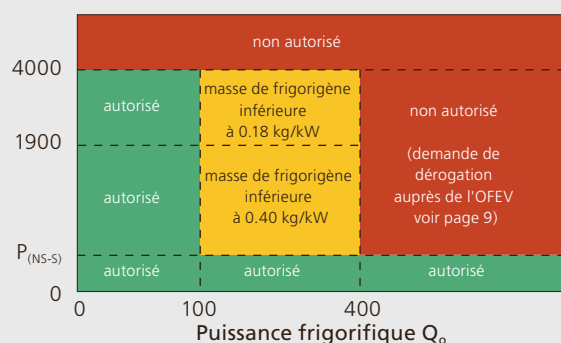 non autorisé
4000
autorisé
masse de frigorigène
inférieure
à 0.18 kg/kW
non autorisé
1900
(demande de
dérogation
auprès de l'OFEV
voir page 9)
autorisé
masse de frigorigène
inférieure
à 0.40 kg/kW
P(NS-S)
autorisé
autorisé
autorisé
0
0
100
400
Puissance frigorifique Qo